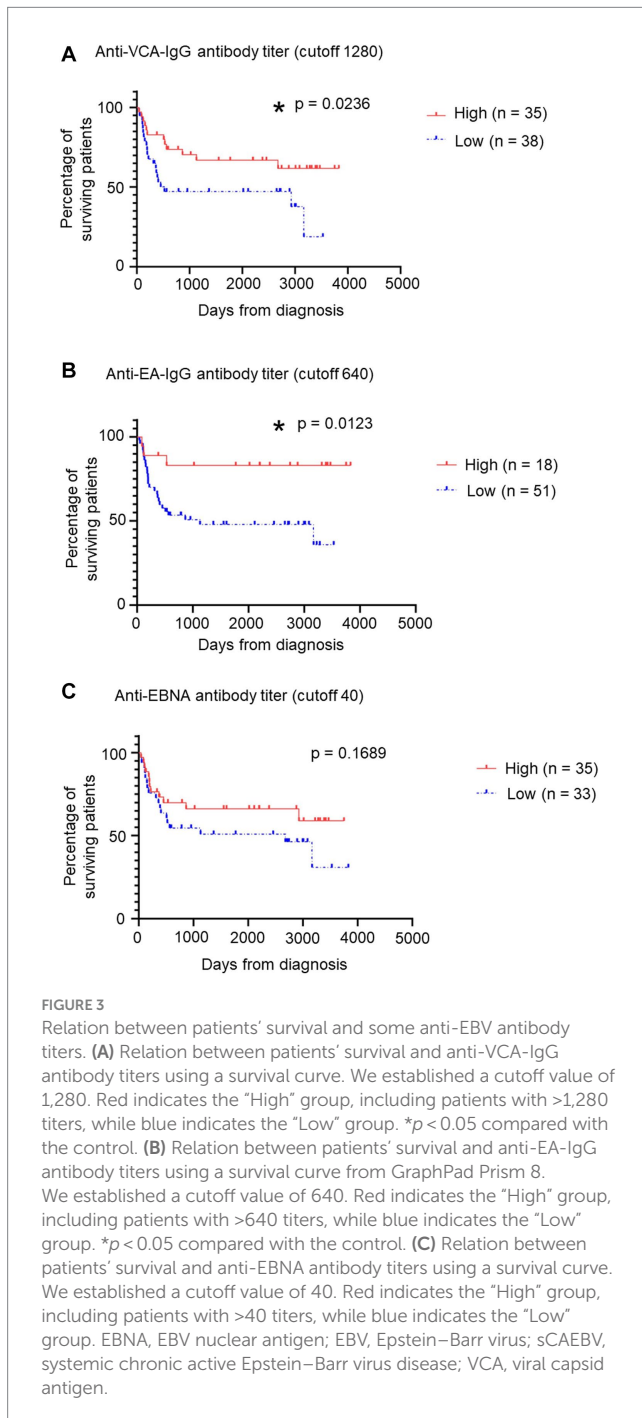 A Anti-VCA-IgG antibody titer (cutoff 1280)
* p = 0.0236
High (n = 35)
Low (n = 38)
Percentage of
surviving patients
100
50
0
0 1000 2000 3000 4000 5000
Days from diagnosis
B Anti-EA-IgG antibody titer (cutoff 640)
* p = 0.0123
High (n = 18)
Low (n = 51)
Percentage of
surviving patients
100
50
0
0 1000 2000 3000 4000 5000
Days from diagnosis
C Anti-EBNA antibody titer (cutoff 40)
p = 0.1689
High (n = 35)
Low (n = 33)
Percentage of
surviving patients
100
50
0
0 1000 2000 3000 4000 5000
Days from diagnosis
FIGURE 3
Relation between patients’ survival and some anti-EBV antibody
titers. (A) Relation between patients’ survival and anti-VCA-IgG
antibody titers using a survival curve. We established a cutoff value of
1,280. Red indicates the “High” group, including patients with >1,280
titers, while blue indicates the “Low” group. *p < 0.05 compared with
the control. (B) Relation between patients’ survival and anti-EA-IgG
antibody titers using a survival curve from GraphPad Prism 8.
We established a cutoff value of 640. Red indicates the “High” group,
including patients with >640 titers, while blue indicates the “Low”
group. *p < 0.05 compared with the control. (C) Relation between
patients’ survival and anti-EBNA antibody titers using a survival curve.
We established a cutoff value of 40. Red indicates the “High” group,
including patients with >40 titers, while blue indicates the “Low”
group. EBNA, EBV nuclear antigen; EBV, Epstein–Barr virus; sCAEBV,
systemic chronic active Epstein–Barr virus disease; VCA, viral capsid
antigen.